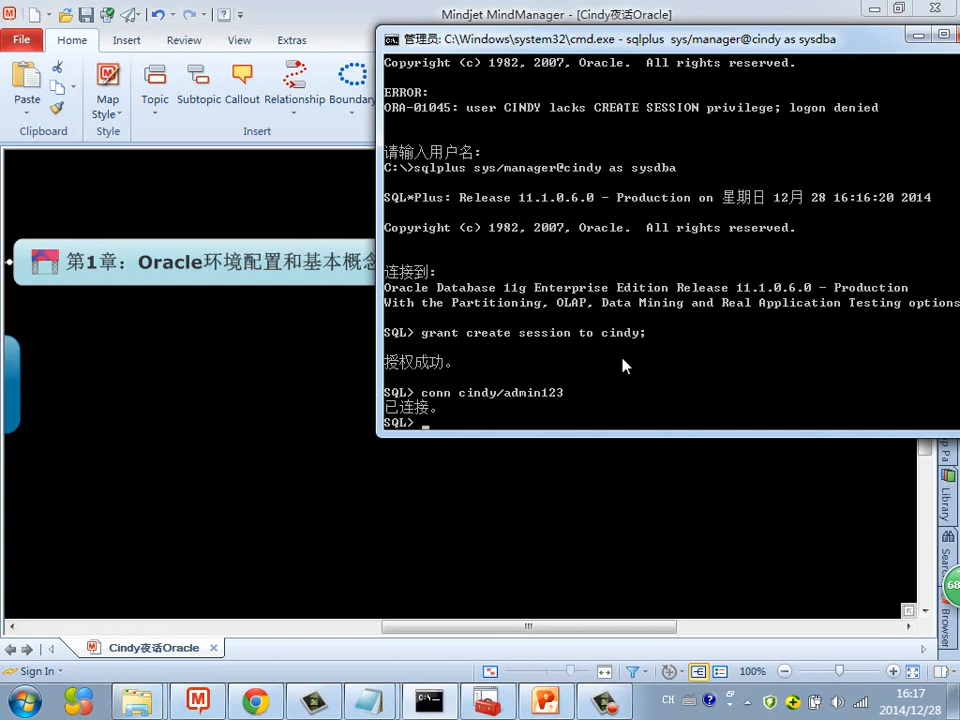 Mindjet MindManager - [Cindy夜话Oracle]
File
Home
Insert
Review
View
Extras
Paste
Map
Style
Topic
Subtopic
Callout
Relationship
Boundary
Clipboard
Style
Insert
管理员: C:\Windows\system32\cmd.exe - sqlplus  sys/manager@cindy as sysdba
Copyright (c) 1982, 2007, Oracle.  All rights reserved.
ERROR:
ORA-01045: user CINDY lacks CREATE SESSION privilege; logon denied
请输入用户名:
C:\>sqlplus sys/manager@cindy as sysdba
SQL*Plus: Release 11.1.0.6.0 - Production on 星期日 12月 28 16:16:20 2014
Copyright (c) 1982, 2007, Oracle.  All rights reserved.
连接到:
Oracle Database 11g Enterprise Edition Release 11.1.0.6.0 - Production
With the Partitioning, OLAP, Data Mining and Real Application Testing options
SQL> grant create session to cindy;
授权成功。
SQL> conn cindy/admin123
已连接。
SQL> _
第1章：Oracle环境配置和基本概念
p Pa
Library
Sear
Browser
68
Cindy夜话Oracle
Sign In
100%
CH
16:17
2014/12/28